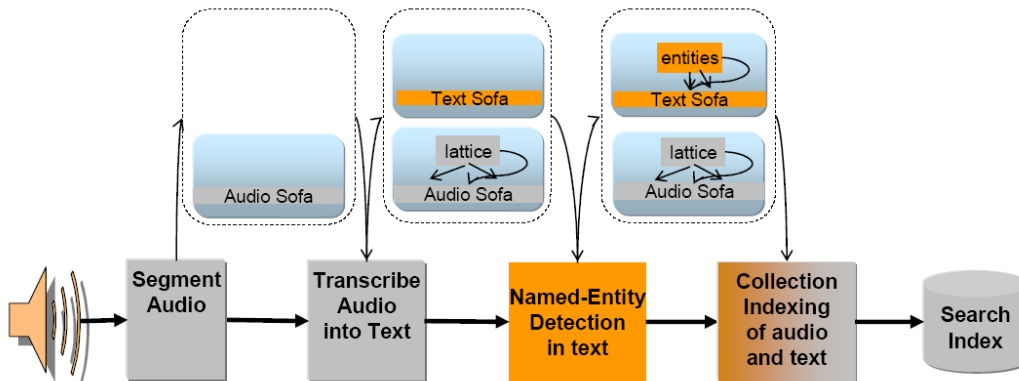 entities
Text Sofa
Text Sofa
lattice
lattice
Audio Sofa
Audio Sofa
Audio Sofa
Segment
Audio
Transcribe
Audio
into Text
Named-Entity
Detection
in text
Collection
Indexing
of audio
and text
Search
Index